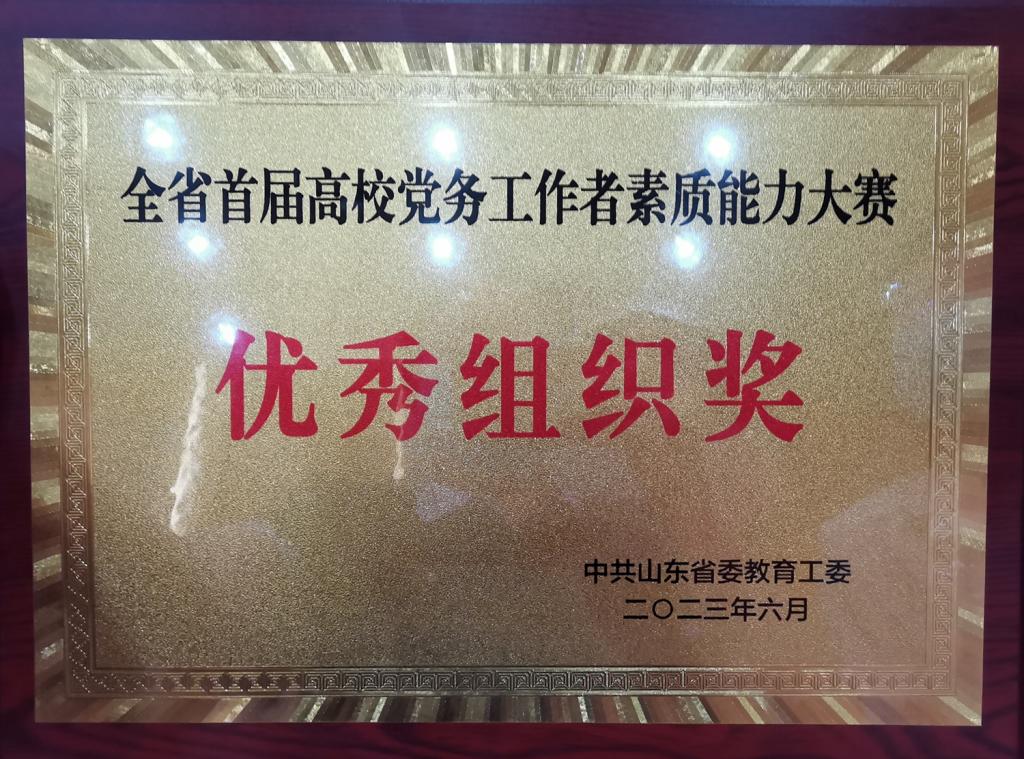 全省首届高校党务工作者素质能力大赛
优秀组织奖
中共山东省委教育工委
二〇二三年六月